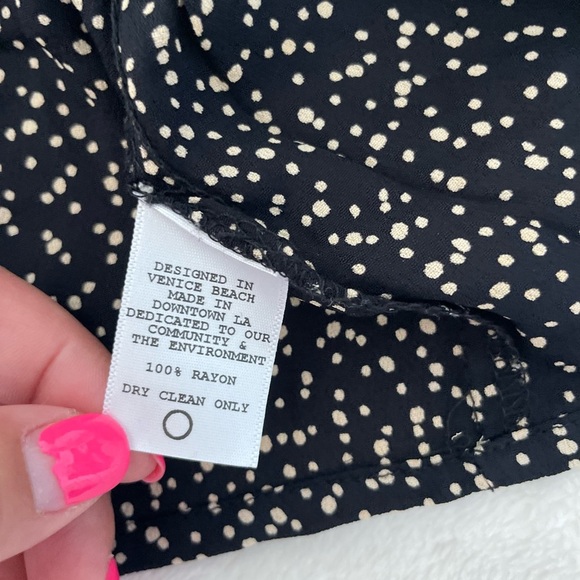 DESIGNED IN
VENICE BEACH
MADE IN
DOWNTOWN LA
DEDICATED TO OUR
COMMUNITY &
THE ENVIRONMENT
100% RAYON
DRY CLEAN ONLY